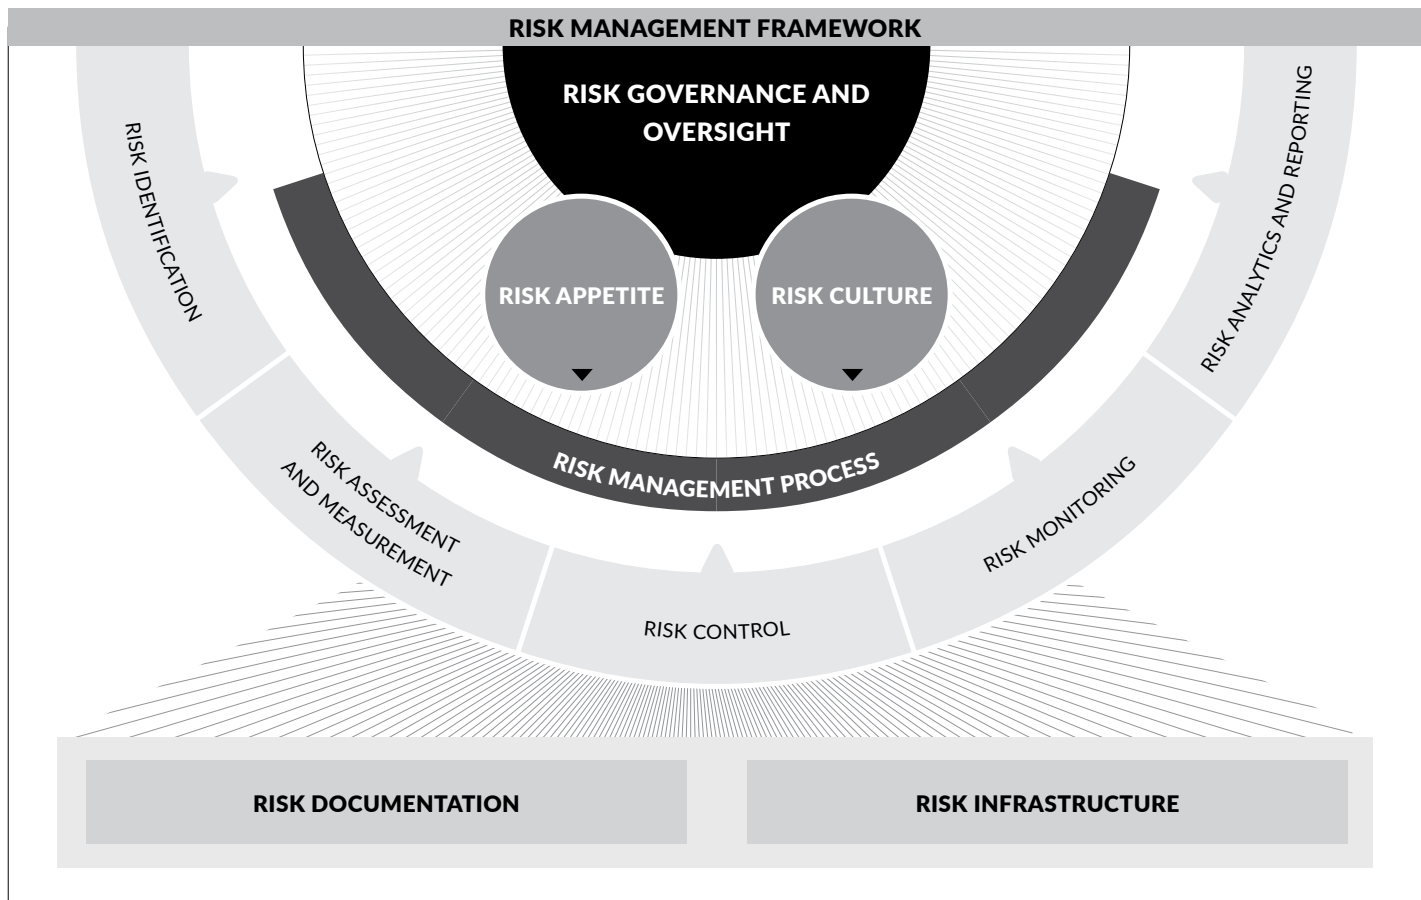 RISK MANAGEMENT FRAMEWORK
RISK GOVERNANCE AND
OVERSIGHT
RISK APPETITE
RISK CULTURE
RISK MANAGEMENT PROCESS
RISK IDENTIFICATION
RISK ASSESSMENT
AND MEASUREMENT
RISK CONTROL
RISK MONITORING
RISK ANALYTICS AND REPORTING
RISK DOCUMENTATION
RISK INFRASTRUCTURE